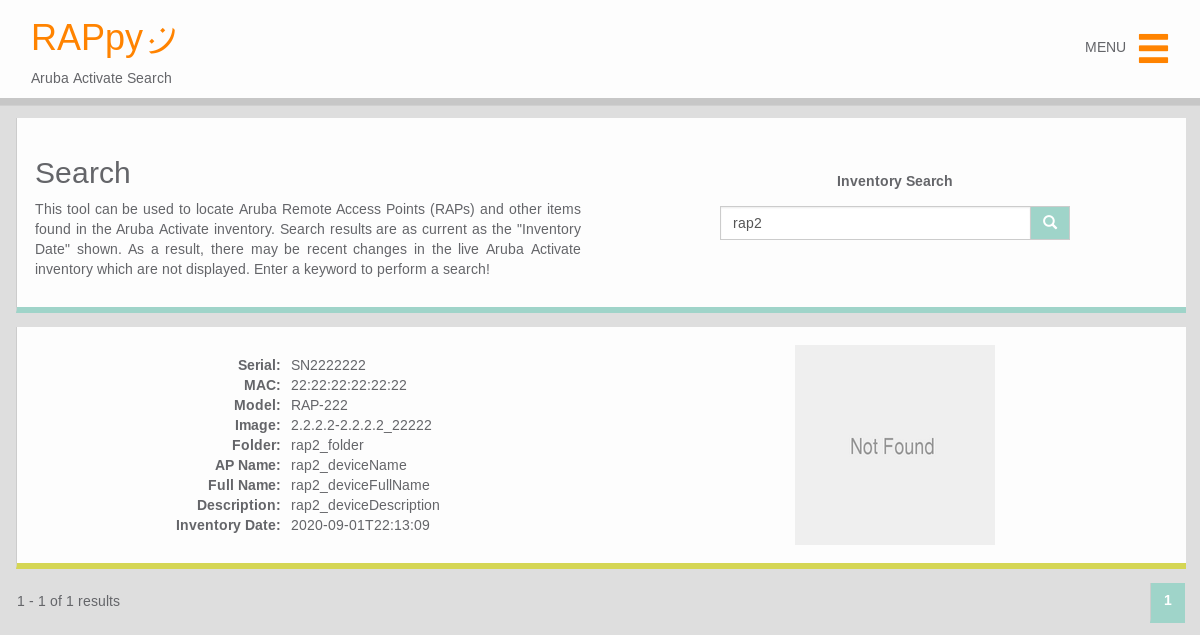 RAPpy
Aruba Activate Search
MENU
Search
This tool can be used to locate Aruba Remote Access Points (RAPs) and other items
found in the Aruba Activate inventory. Search results are as current as the "Inventory
Date" shown. As a result, there may be recent changes in the live Aruba Activate
inventory which are not displayed. Enter a keyword to perform a search!
Inventory Search
rap2
Serial: SN2222222
MAC: 22:22:22:22:22:22
Model: RAP-222
Image: 2.2.2.2-2.2.2.2_22222
Folder: rap2_folder
AP Name: rap2_deviceName
Full Name: rap2_deviceFullName
Description: rap2_deviceDescription
Inventory Date: 2020-09-01T22:13:09
Not Found
1 - 1 of 1 results
1